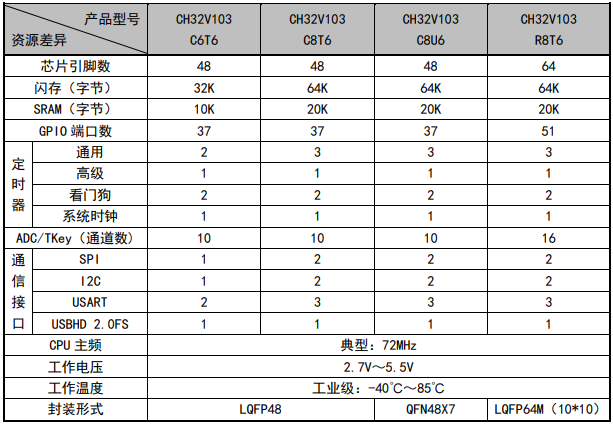 产品型号 CH32V103 CH32V103 CH32V103 CH32V103
资源差异 C6T6 C8T6 C8U6 R8T6
芯片引脚数 48 48 48 64
闪存（字节） 32K 64K 64K 64K
SRAM（字节） 10K 20K 20K 20K
GPIO 端口数 37 37 37 51
定时器 通用 2 3 3 3
高级 1 1 1 1
看门狗 2 2 2 2
系统时钟 1 1 1 1
ADC/TKey（通道数） 10 10 10 16
通信接口 SPI 1 2 2 2
I2C 1 2 2 2
USART 2 3 3 3
USBHD 2.0FS 1 1 1 1
CPU 主频 典型：72MHz
工作电压 2.7V～5.5V
工作温度 工业级：-40℃～85℃
封装形式 LQFP48 QFN48X7 LQFP64M（10*10）